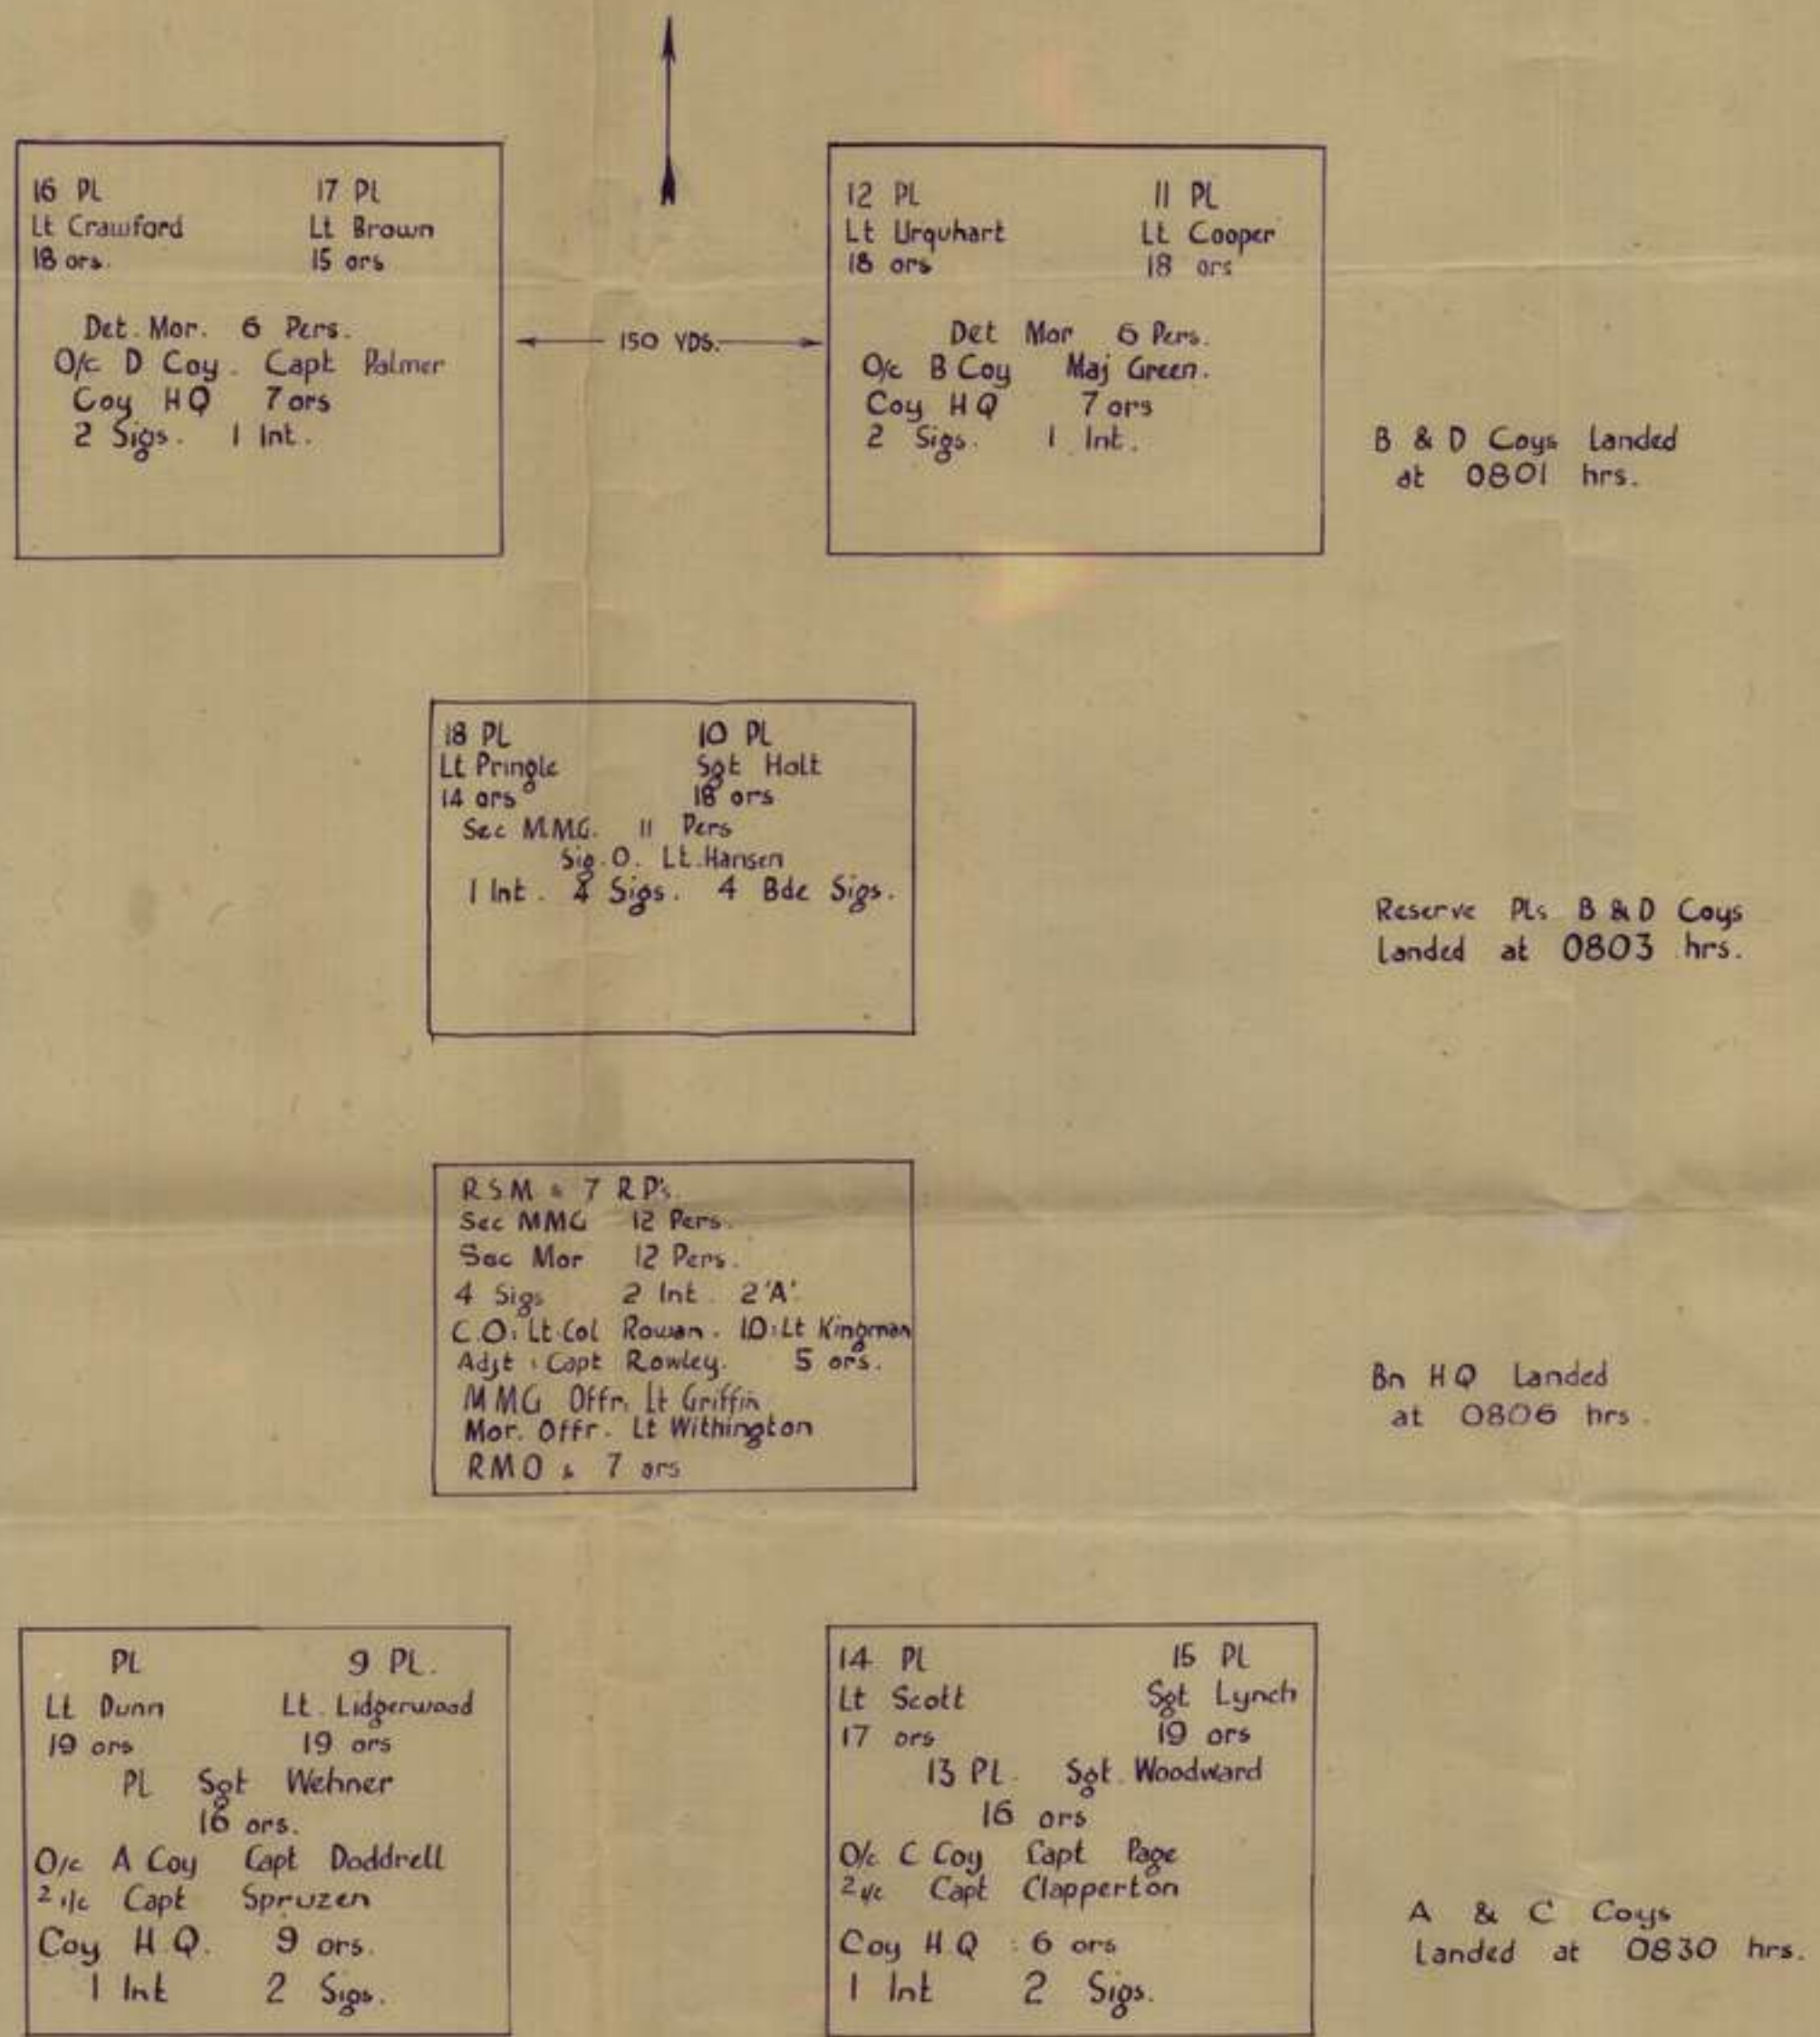 16 PL 17 PL
Lt Crawford Lt Brown
18 ors. 15 ors
Det. Mor. 6 Pers.
O/c D Coy. Capt Palmer
Coy HQ 7 ors
2 Sigs. 1 Int.
150 YDS.
12 PL 11 PL
Lt Urquhart Lt Cooper
18 ors 18 ors
Det Mor 6 Pers.
O/c B Coy Maj Green.
Coy HQ 7 ors
2 Sigs. 1 Int.
B & D Coys Landed
at 0801 hrs.
18 PL 10 PL
Lt Pringle Sgt Holt
14 ors 18 ors
Sec M.M.G. 11 Pers
Sig. O. Lt. Hansen
1 Int. 4 Sigs. 4 Bde Sigs.
Reserve PLs B & D Coys
Landed at 0803 hrs.
R.S.M & 7 R.P's.
Sec MMG 12 Pers.
Sec Mor 12 Pers.
4 Sigs 2 Int. 2 'A'.
C.O: Lt-Col Rowan. I.O: Lt Kingman
Adjt: Capt Rowley. 5 ors.
MMG Offr. Lt Griffin
Mor. Offr. Lt Withington
RMO & 7 ors
Bn HQ Landed
at 0806 hrs.
PL 9 PL.
Lt Dunn Lt. Lidgerwood
19 ors 19 ors
PL Sgt Wehner
16 ors.
O/c A Coy Capt Doddrell
2 i/c Capt Spruzen
Coy H.Q. 9 ors.
1 Int 2 Sigs.
14 PL 15 PL
Lt Scott Sgt Lynch
17 ors 19 ors
13 PL. Sgt. Woodward
16 ors
O/c C Coy Capt Page
2 i/c Capt Clapperton
Coy H.Q : 6 ors
1 Int 2 Sigs.
A & C Coys
Landed at 0830 hrs.